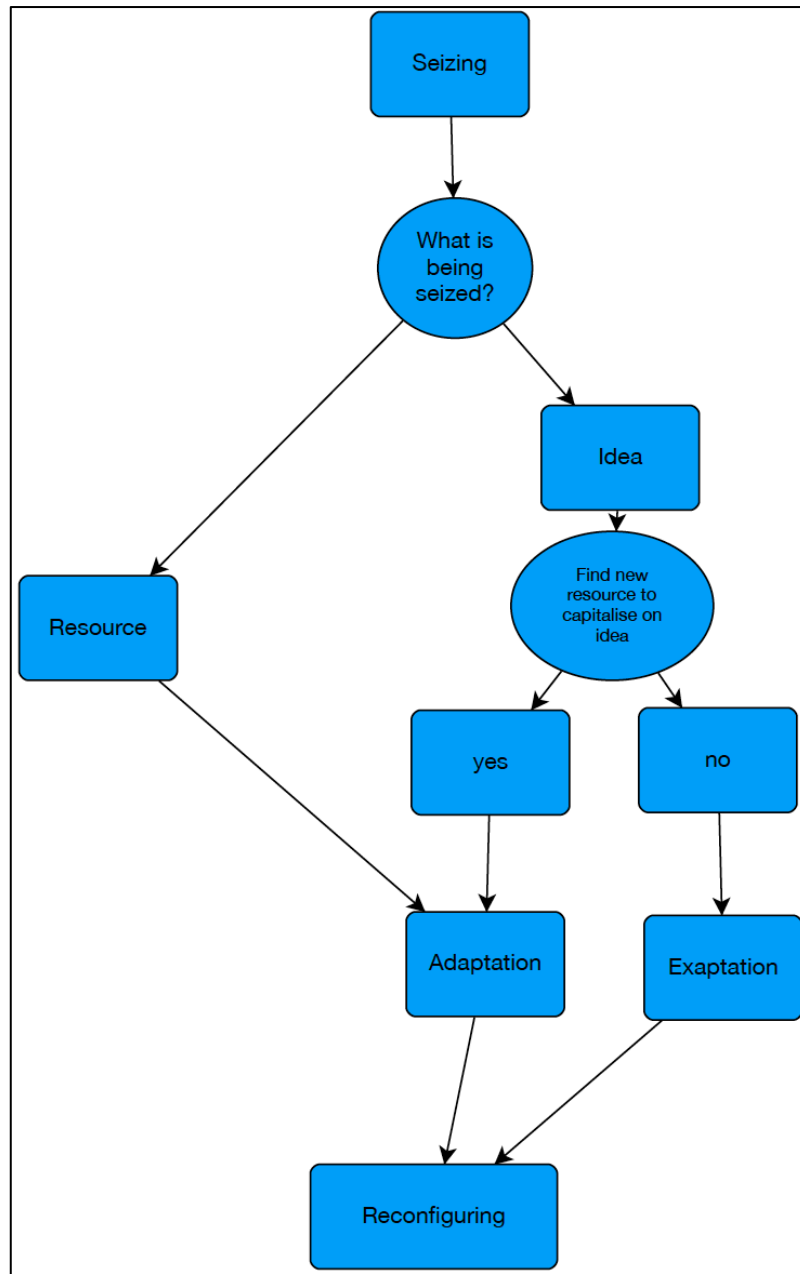 Seizing
What is
being
seized?
Idea
Find new
resource to
capitalise on
idea
Resource
yes
no
Adaptation
Exaptation
Reconfiguring